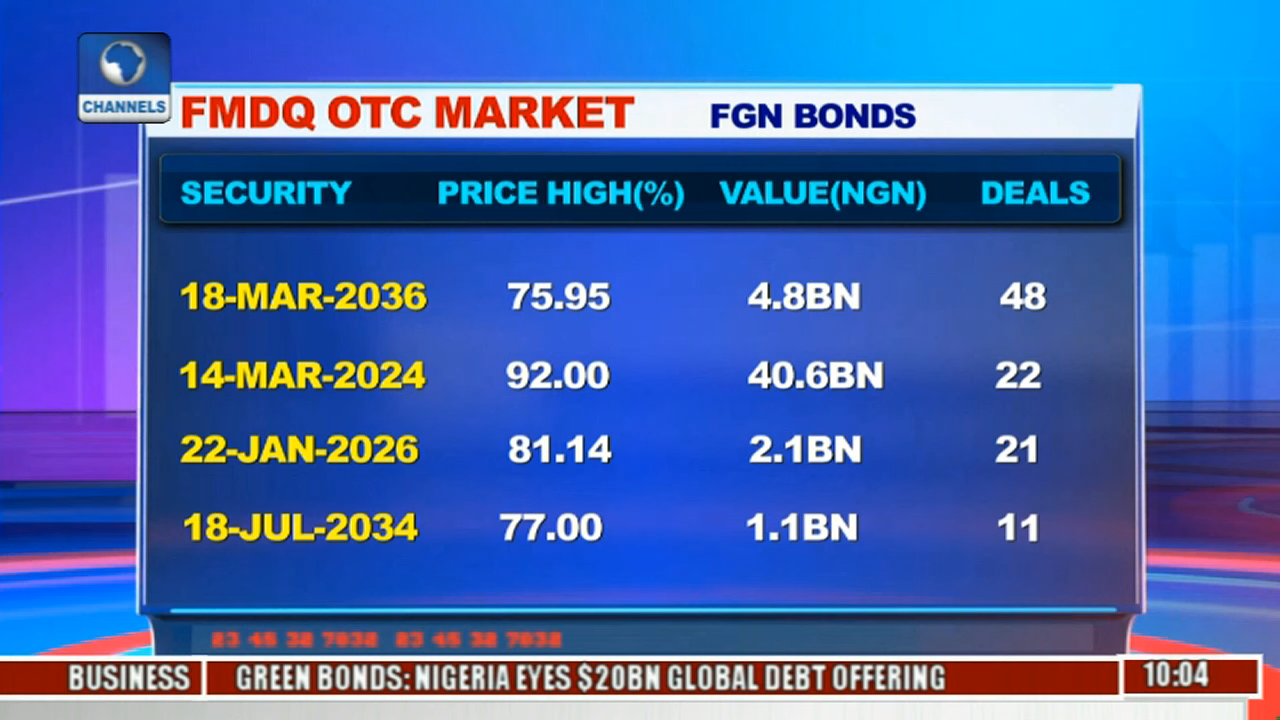 CHANNELS
FMDQ OTC MARKET FGN BONDS
SECURITY PRICE HIGH(%) VALUE(NGN) DEALS
18-MAR-2036 75.95 4.8BN 48
14-MAR-2024 92.00 40.6BN 22
22-JAN-2026 81.14 2.1BN 21
18-JUL-2034 77.00 1.1BN 11
BUSINESS GREEN BONDS: NIGERIA EYES $20BN GLOBAL DEBT OFFERING 10:04